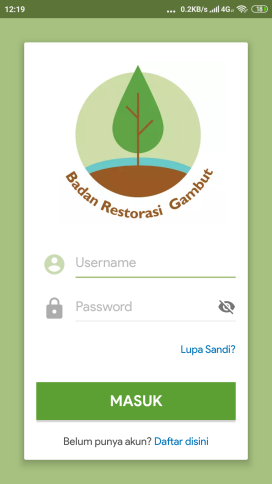 12:19
... 0.2KB/s 4G 18
Badan Restorasi Gambut
Username
Password
Lupa Sandi?
MASUK
Belum punya akun? Daftar disini